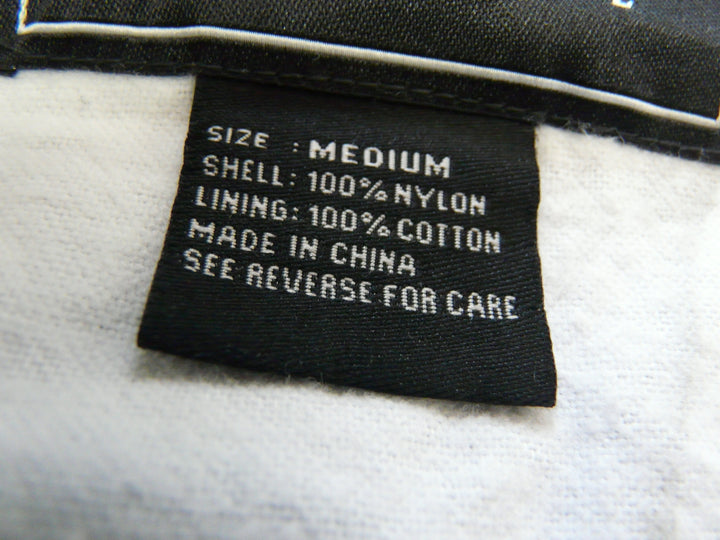 SIZE : MEDIUM
SHELL: 100% NYLON
LINING: 100% COTTON
MADE IN CHINA
SEE REVERSE FOR CARE